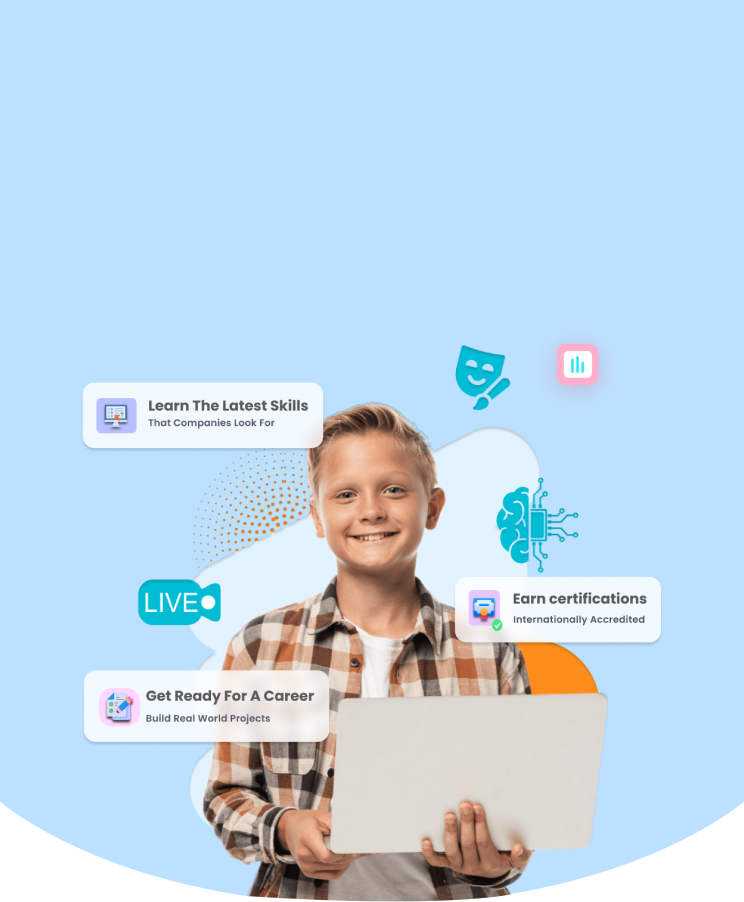 Learn The Latest Skills
That Companies Look For
LIVE
Earn certifications
Internationally Accredited
Get Ready For A Career
Build Real World Projects